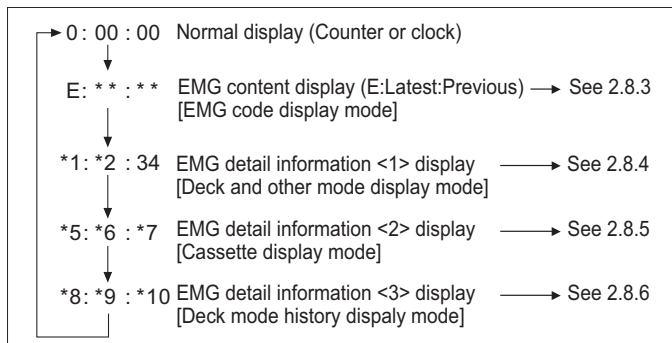 0: 00 : 00 Normal display (Counter or clock)
E: * * : * * EMG content display (E:Latest:Previous) See 2.8.3
[EMG code display mode]
*1: *2 : 34 EMG detail information <1> display See 2.8.4
[Deck and other mode display mode]
*5: *6 : *7 EMG detail information <2> display See 2.8.5
[Cassette display mode]
*8: *9 : *10 EMG detail information <3> display See 2.8.6
[Deck mode history dispaly mode]